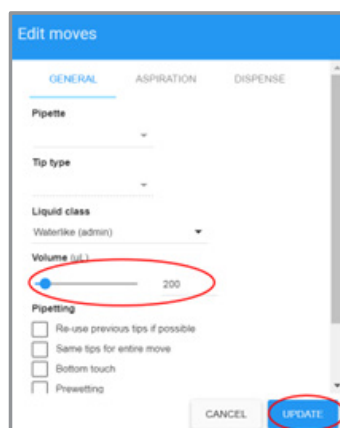 Edit moves
GENERAL ASPIRATION DISPENSE
Pipette
Tip type
Liquid class
Waterlike (admin)
Volume (uL)
200
Pipetting
Re-use previous tips if possible
Same tips for entire move
Bottom touch
Prewetting
CANCEL UPDATE